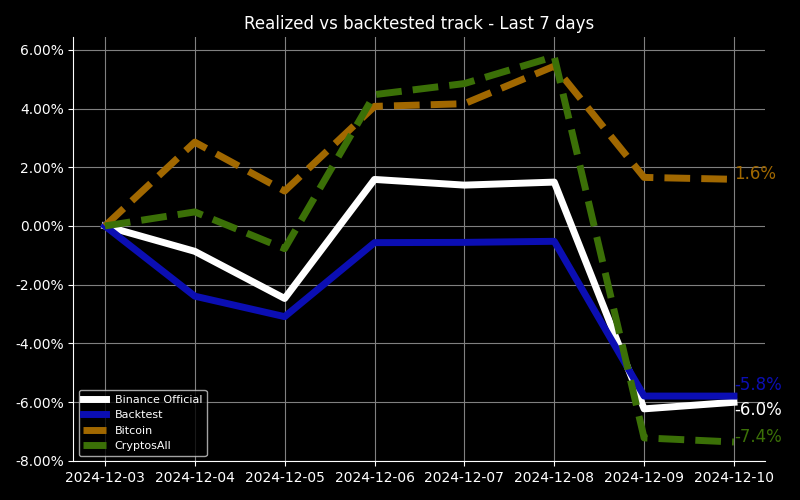 Realized vs backtested track - Last 7 days
6.00%
4.00%
2.00%
0.00%
-2.00%
-4.00%
-6.00%
-8.00%
1.6%
-5.8%
-6.0%
-7.4%
Binance Official
Backtest
Bitcoin
CryptosAll
2024-12-03 2024-12-04 2024-12-05 2024-12-06 2024-12-07 2024-12-08 2024-12-09 2024-12-10